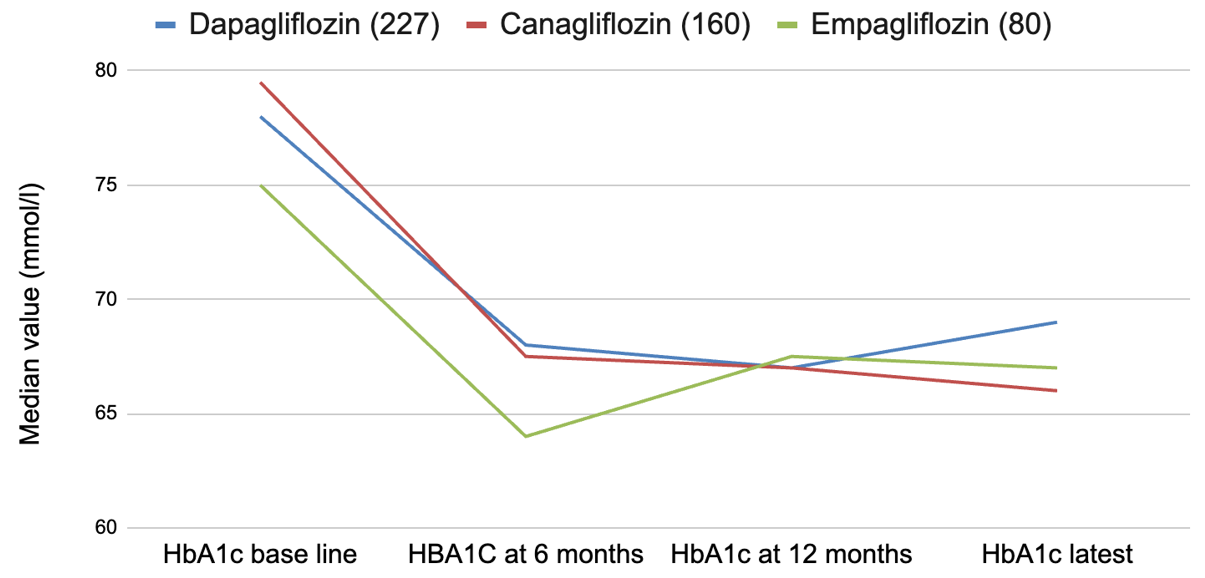 Dapagliflozin (227) Canagliflozin (160) Empagliflozin (80)
Median value (mmol/l)
80
75
70
65
60
HbA1c base line HBA1C at 6 months HbA1c at 12 months HbA1c latest